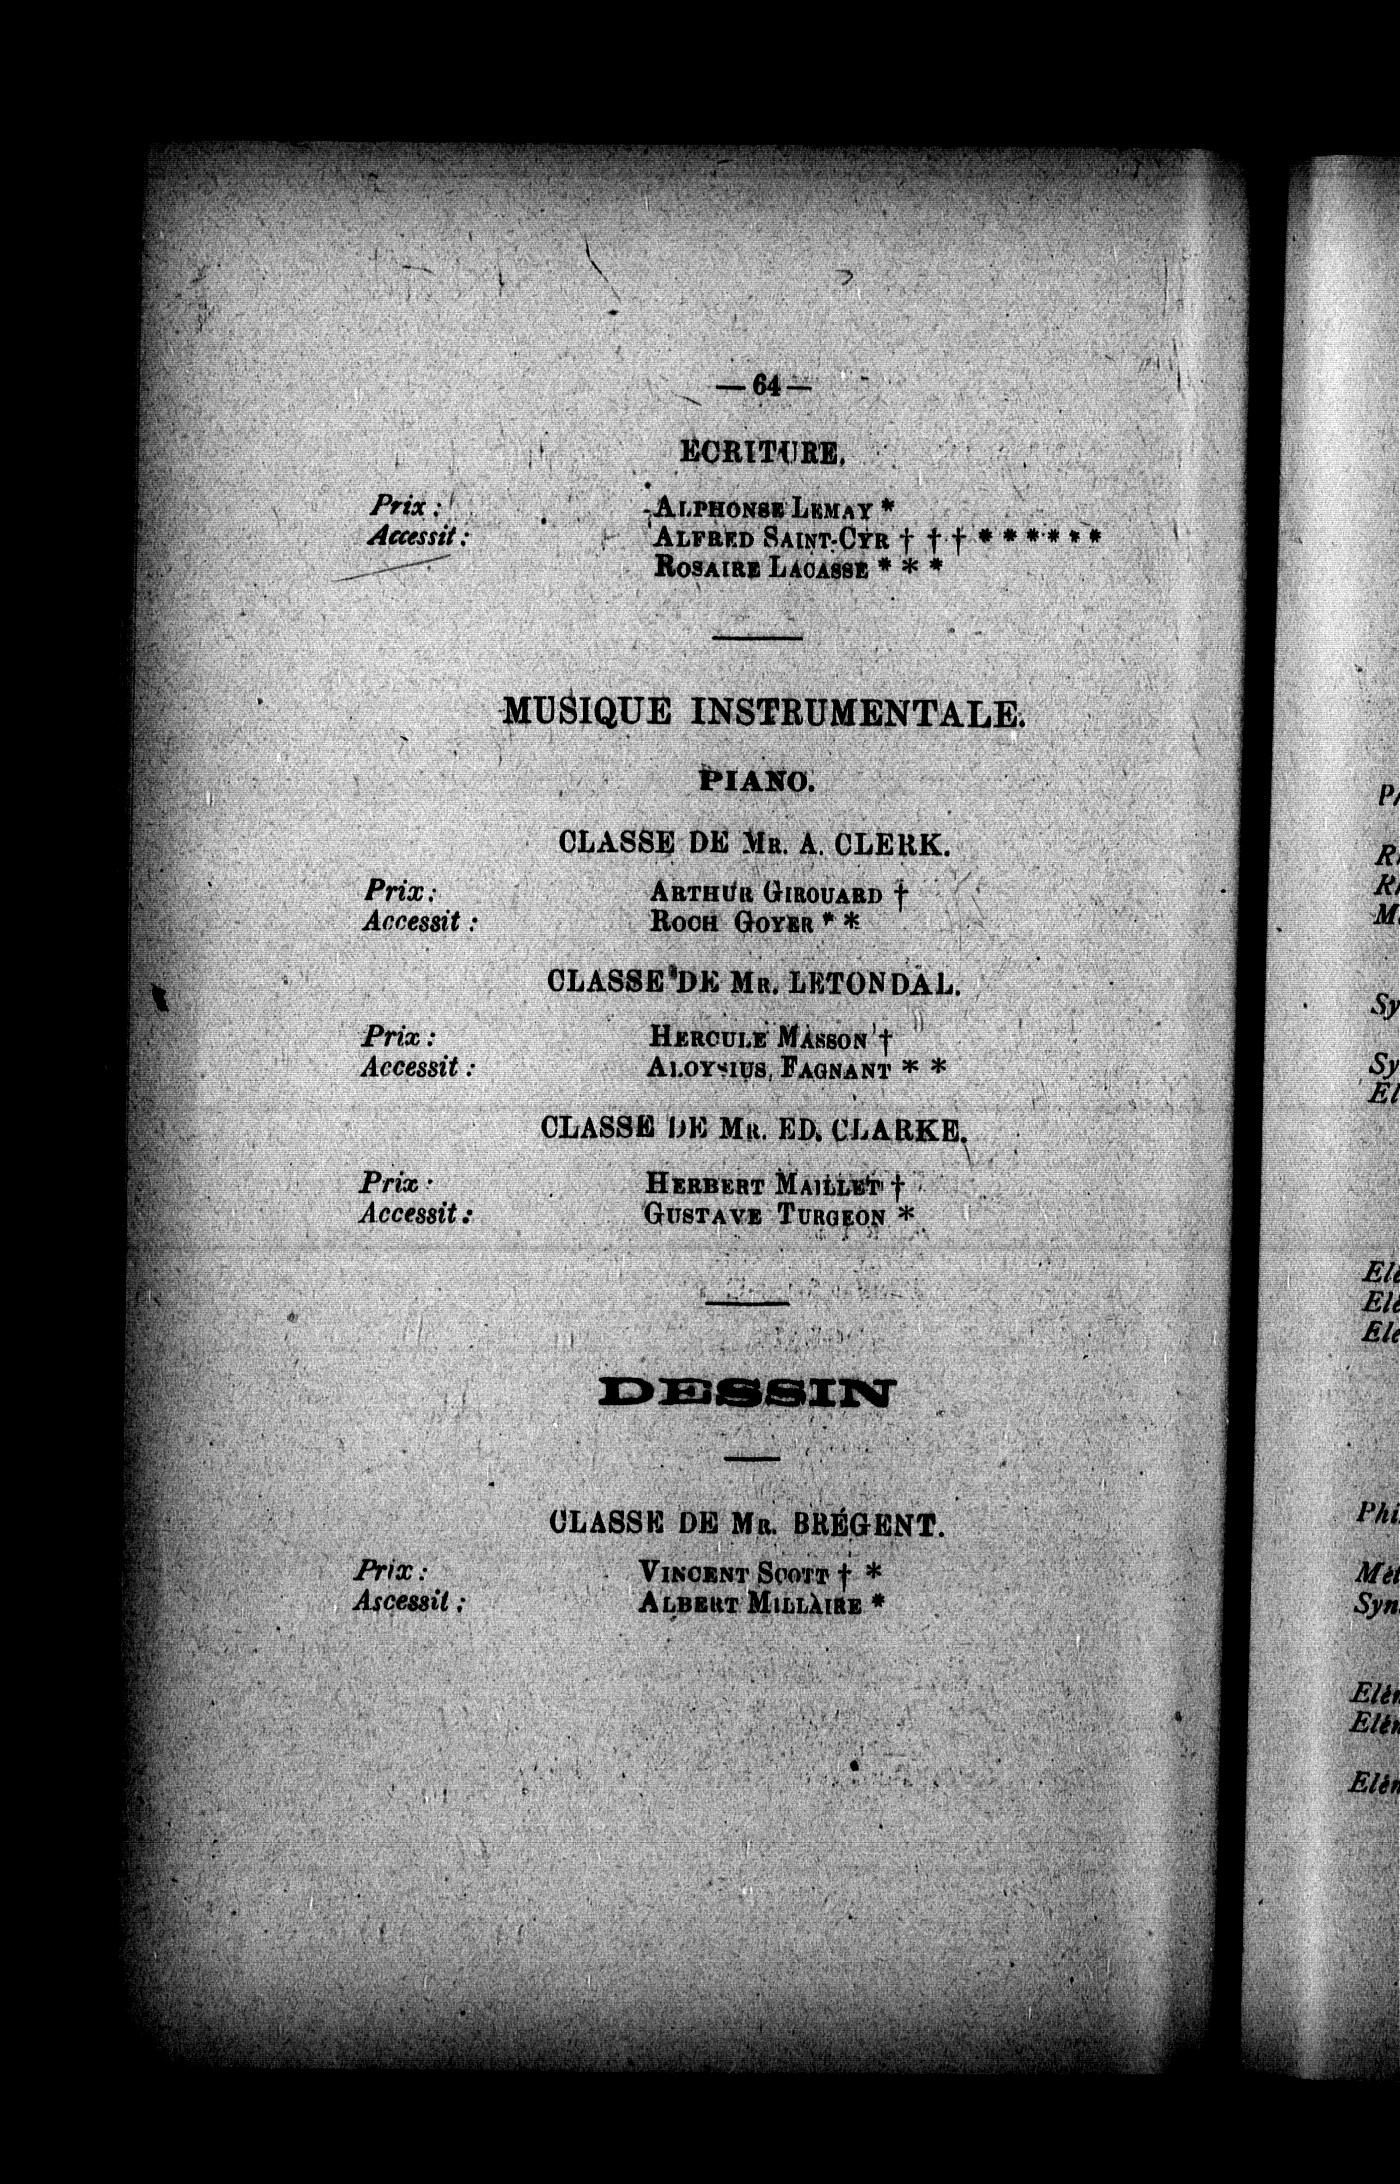 — 64 —
ECRITURE.
Prix : ALPHONSE LEMAY *
Accessit : ALFRED SAINT-CYR † † † * * * * * *
ROSAIRE LACASSE * * *
MUSIQUE INSTRUMENTALE.
PIANO.
CLASSE DE MR. A. CLERK.
Prix : ARTHUR GIROUARD †
Accessit : ROCH GOYER * *
CLASSE DE MR. LETONDAL.
Prix : HERCULE MASSON †
Accessit : ALOYSIUS, FAGNANT * *
CLASSE DE MR. ED. CLARKE.
Prix · HERBERT MAILLET †
Accessit : GUSTAVE TURGEON *
DESSIN
CLASSE DE MR. BRÉGENT.
Prix : VINCENT SCOTT † *
Ascessit : ALBERT MILLAIRE *